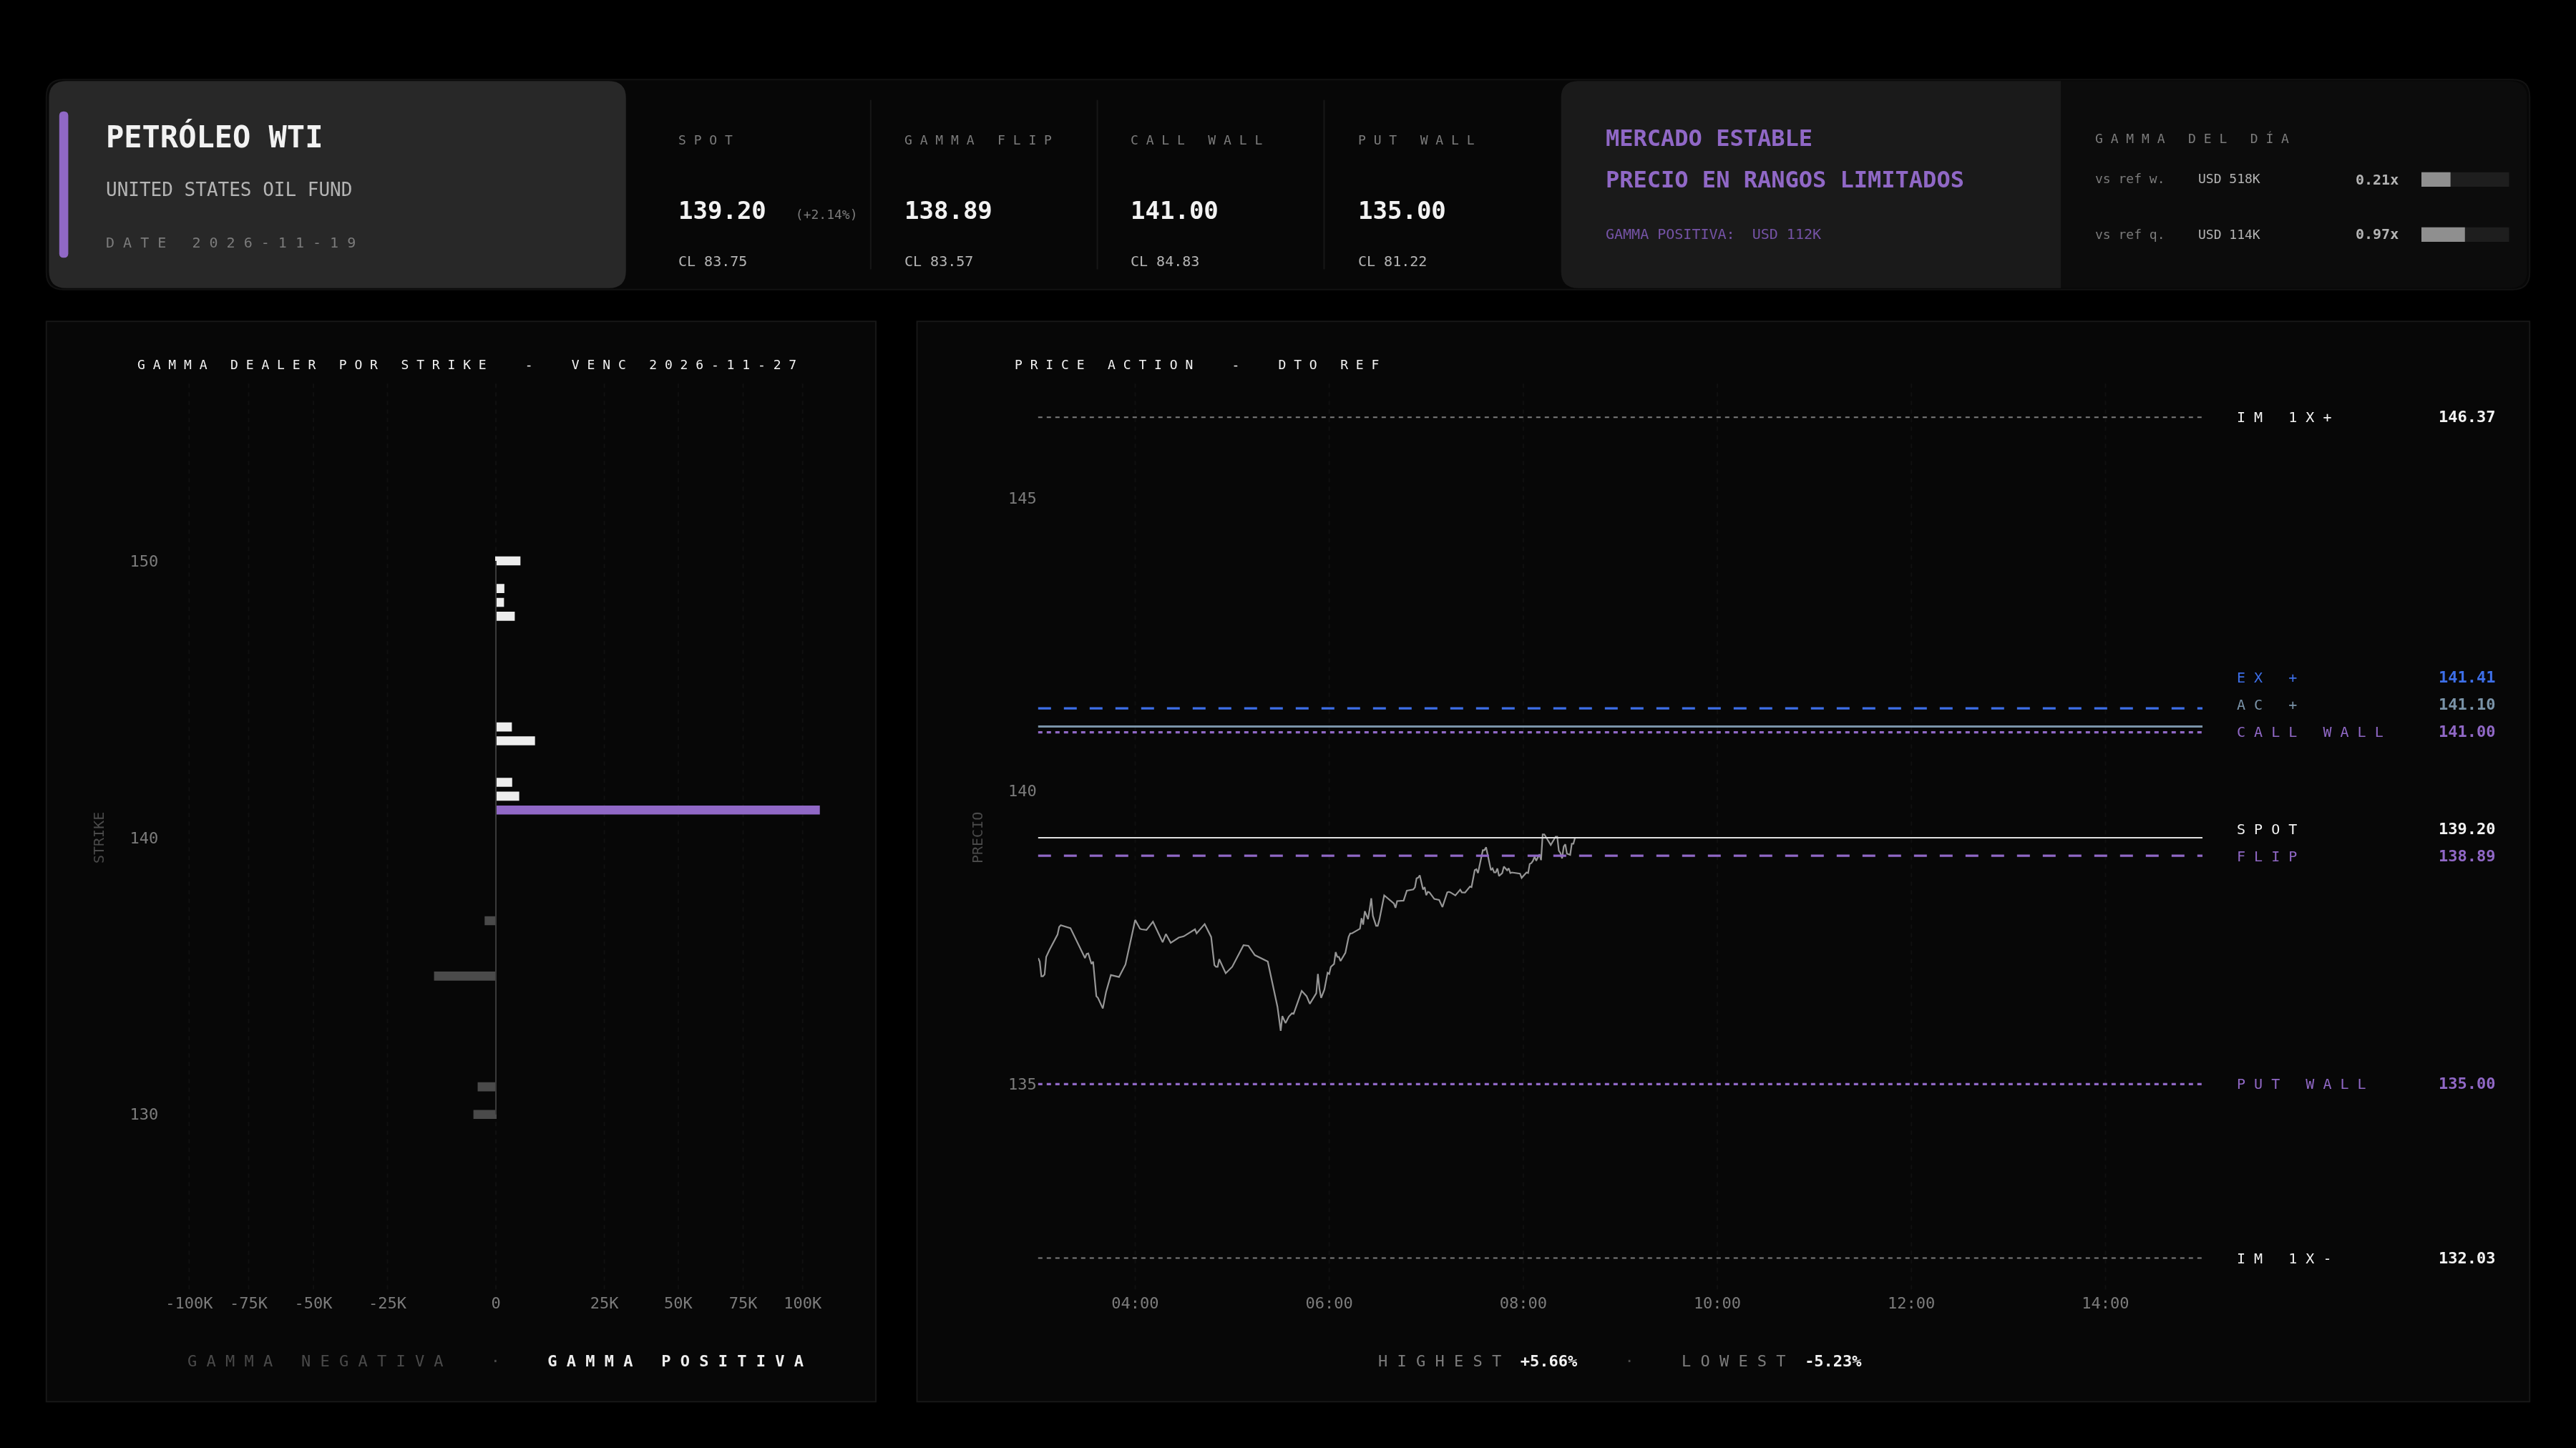 PETRÓLEO WTI
UNITED STATES OIL FUND
DATE 2026-11-19
SPOT
139.20 (+2.14%)
CL 83.75
GAMMA FLIP
138.89
CL 83.57
CALL WALL
141.00
CL 84.83
PUT WALL
135.00
CL 81.22
MERCADO ESTABLE
PRECIO EN RANGOS LIMITADOS
GAMMA POSITIVA: USD 112K
GAMMA DEL DÍA
vs ref w. USD 518K 0.21x
vs ref q. USD 114K 0.97x
GAMMA DEALER POR STRIKE - VENC 2026-11-27
150
140
130
STRIKE
-100K -75K -50K -25K 0 25K 50K 75K 100K
GAMMA NEGATIVA · GAMMA POSITIVA
PRICE ACTION - DTO REF
145
140
135
PRECIO
IM 1X+ 146.37
EX + 141.41
AC + 141.10
CALL WALL 141.00
SPOT 139.20
FLIP 138.89
PUT WALL 135.00
IM 1X- 132.03
04:00 06:00 08:00 10:00 12:00 14:00
HIGHEST +5.66% · LOWEST -5.23%